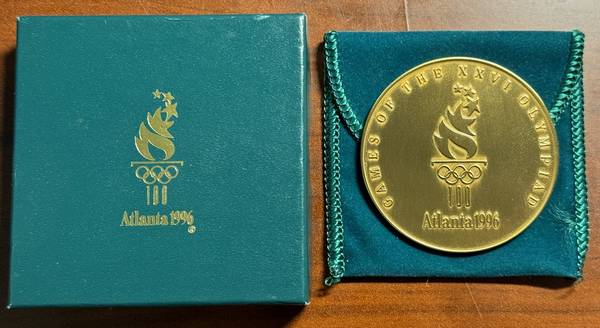 Atlanta 1996
©
GAMES OF THE XXVI OLYMPIAD
Atlanta 1996